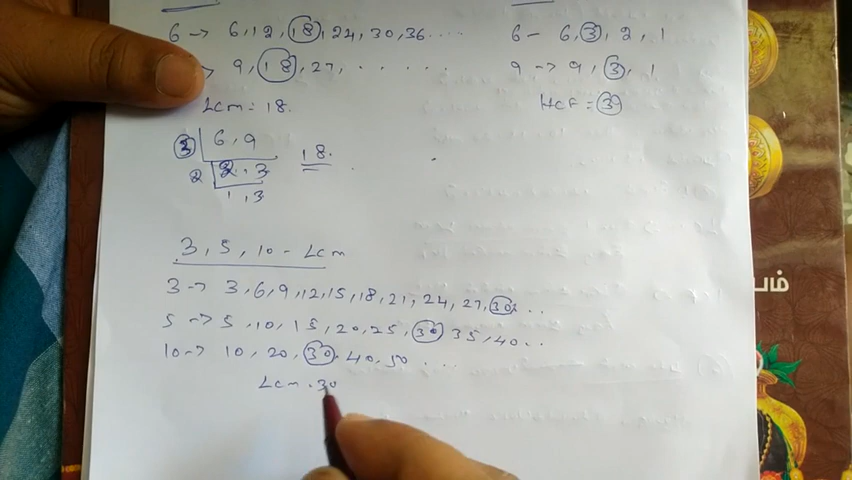 6 → 6,12,18,24,30,36.....
9,18,27,......
Lcm = 18.
3 6,9
2 2,3 18.
1,3
6 - 6,3,2,1
9 → 9,3,1
HCF = 3
3,5,10 - Lcm
3 → 3,6,9,12,15,18,21,24,27,30..
5 → 5,10,15,20,25,30,35,40..
10 → 10,20,30,40,50....
Lcm.30